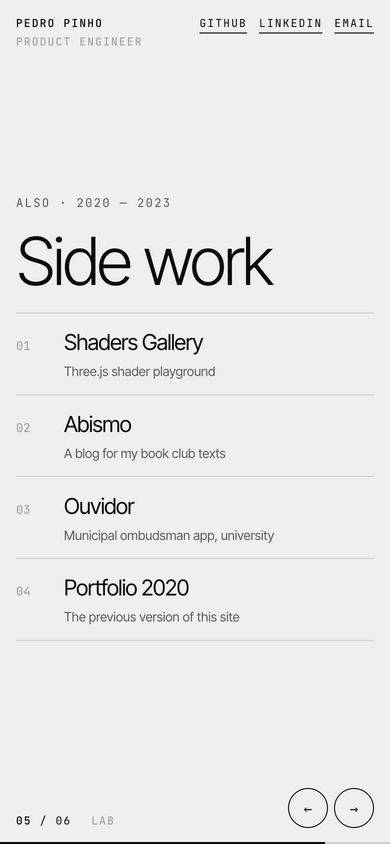 PEDRO PINHO
PRODUCT ENGINEER
GITHUB LINKEDIN EMAIL
ALSO · 2020 — 2023
Side work
01 Shaders Gallery
Three.js shader playground
02 Abismo
A blog for my book club texts
03 Ouvidor
Municipal ombudsman app, university
04 Portfolio 2020
The previous version of this site
05 / 06 LAB
← →